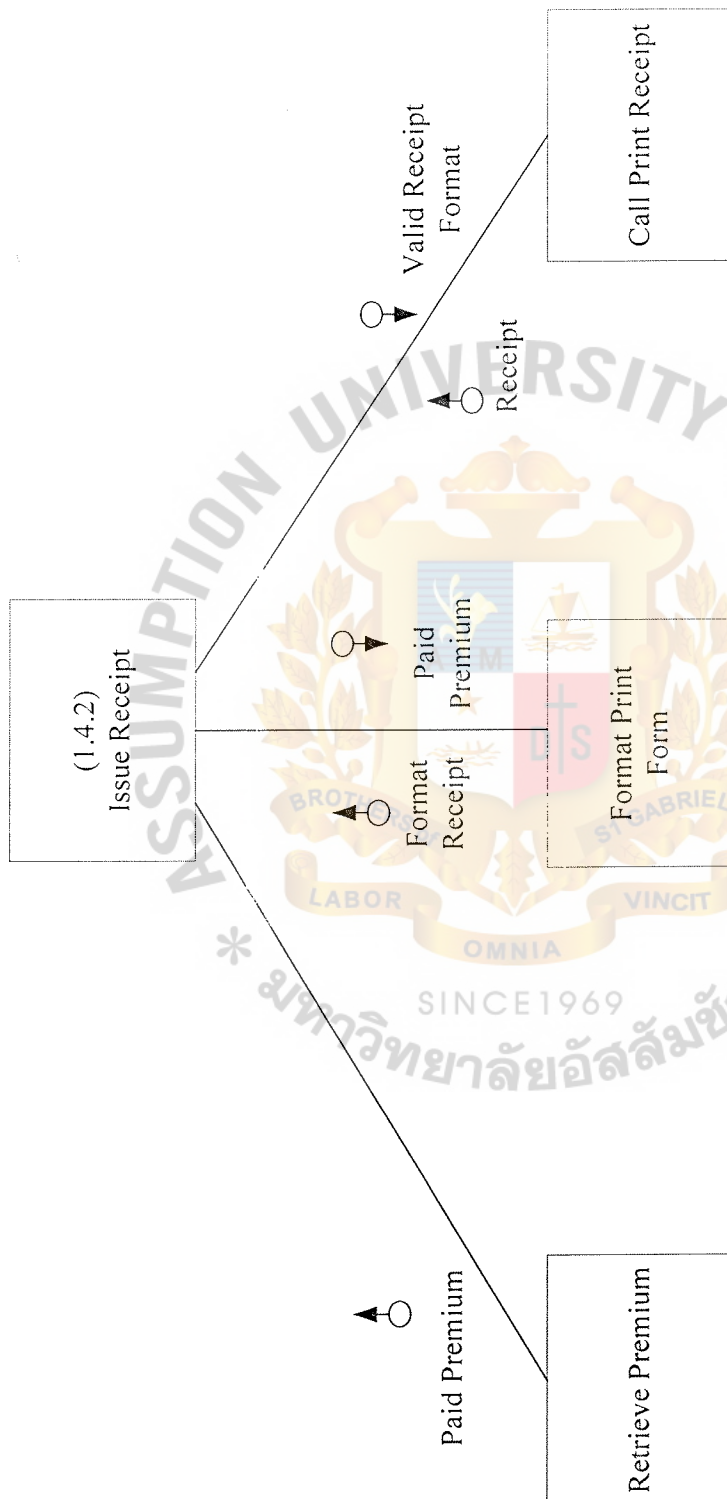 (1.4.2)
Issue Receipt
Paid Premium
Format
Receipt
Paid
Premium
Valid Receipt
Format
Receipt
Retrieve Premium
Format Print
Form
Call Print Receipt
ASSUMPTION UNIVERSITY
A M
D S
BROTHERS OF
ST GABRIEL
LABOR
OMNIA
VINCIT
SINCE1969